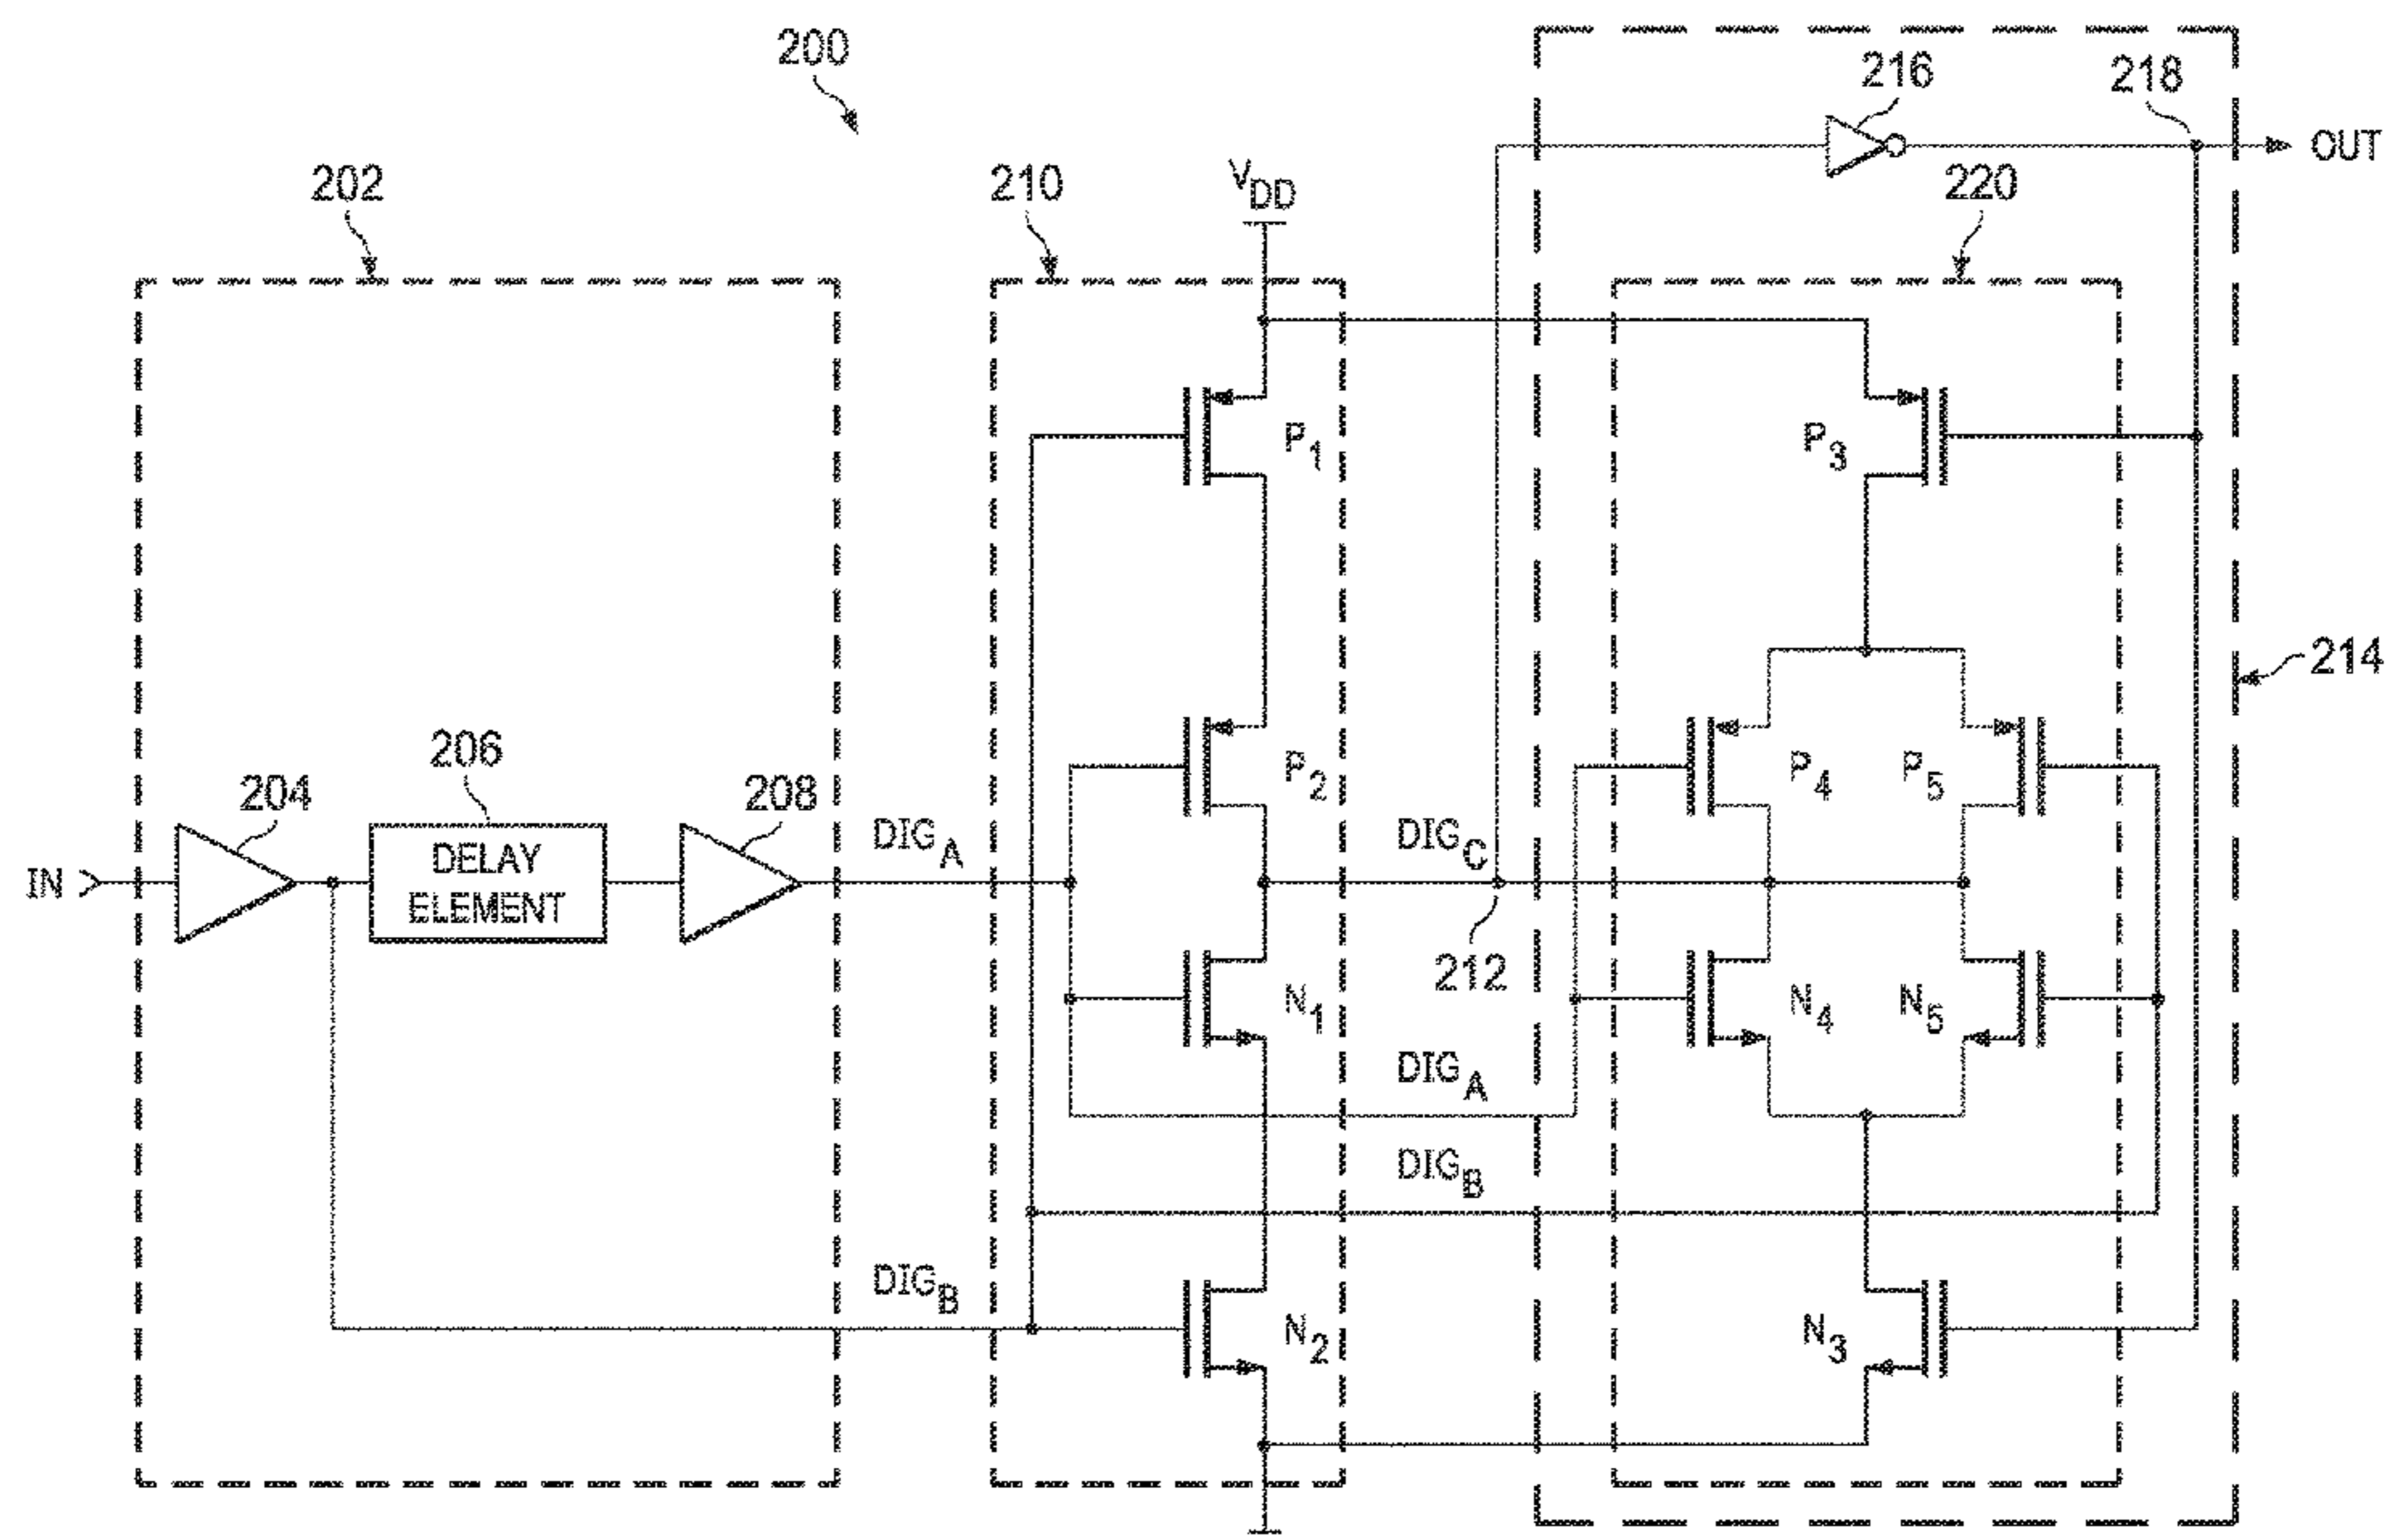 200
216
218
OUT
202
210
VDD
220
P1
P3
214
206
204
208
P2
P4
P5
DIGA
DIGC
IN
DELAY
ELEMENT
212
N1
N4
N5
DIGA
DIGB
DIGB
N2
N3